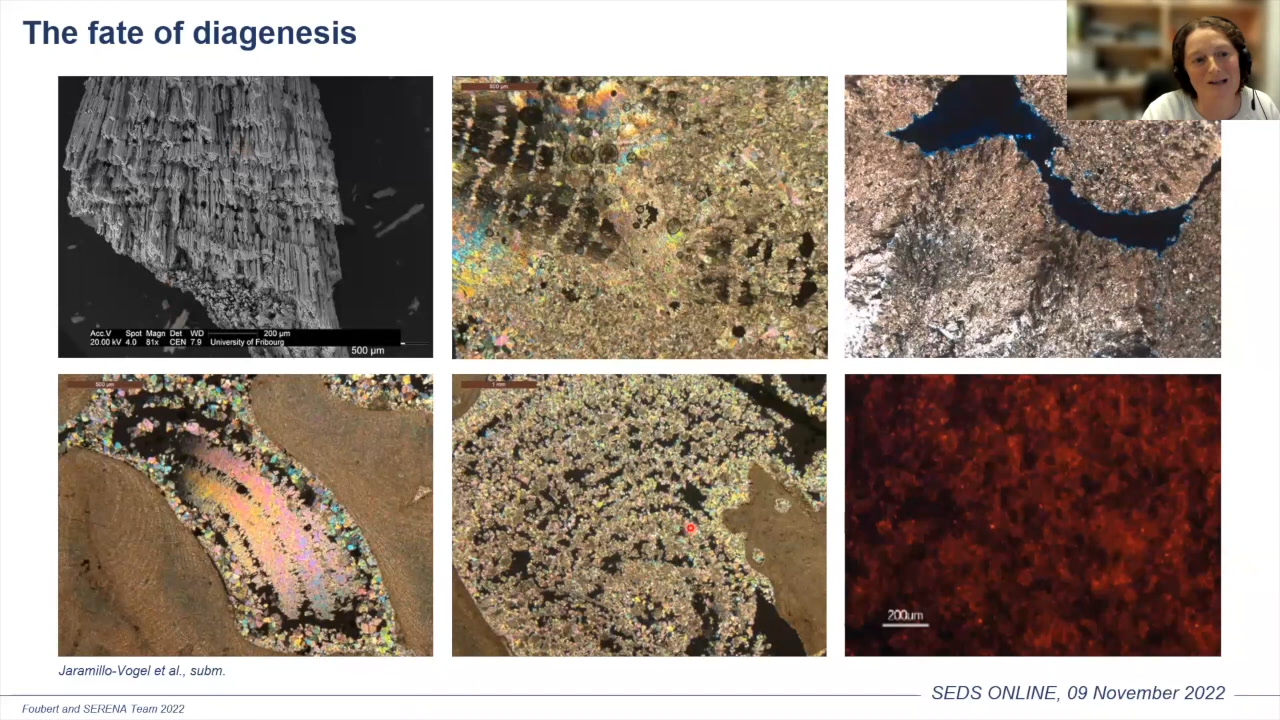 The fate of diagenesis
500 µm
Acc.V Spot Magn Det WD 200 µm
20.00 kV 4.0 81x CEN 7.9 University of Fribourg
500 µm
500 µm
1 mm
200um
Jaramillo-Vogel et al., subm.
SEDS ONLINE, 09 November 2022
Foubert and SERENA Team 2022